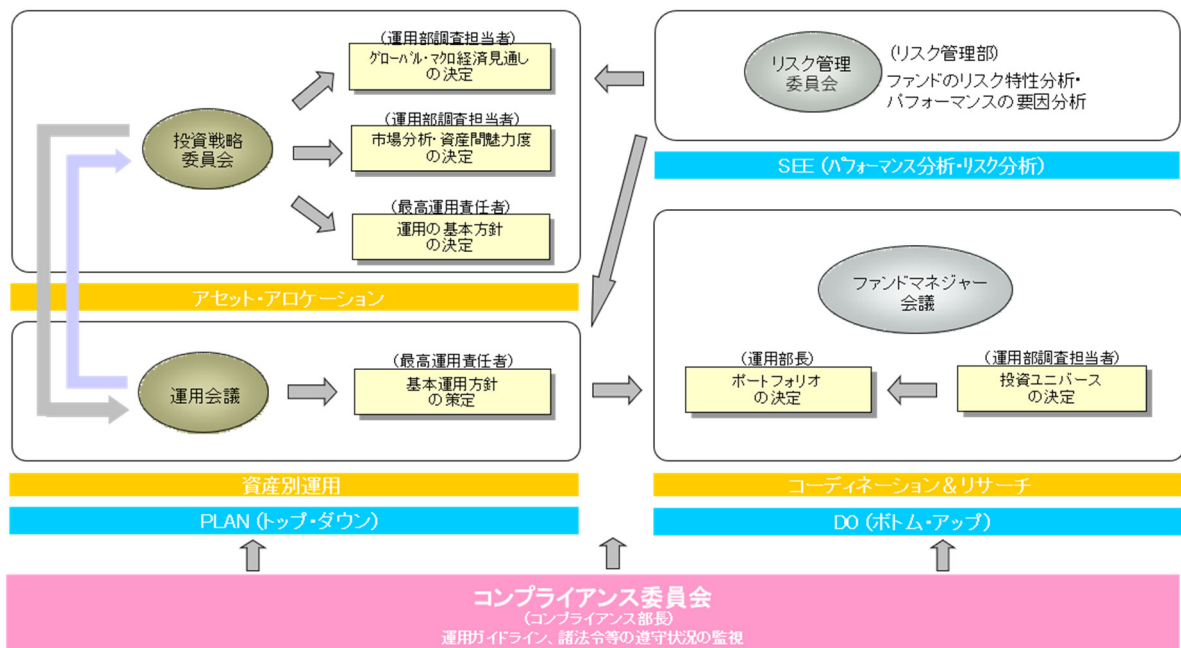 (運用部調査担当者)
グローバル・マクロ経済見通し
の決定
(運用部調査担当者)
市場分析・資産間魅力度
の決定
投資戦略
委員会
(最高運用責任者)
運用の基本方針
の決定
アセット・アロケーション
運用会議
(最高運用責任者)
基本運用方針
の策定
資産別運用
PLAN (トップ・ダウン)
リスク管理
委員会
(リスク管理部)
ファンドのリスク特性分析・
パフォーマンスの要因分析
SEE (パフォーマンス分析・リスク分析)
ファンドマネジャー
会議
(運用部長)
ポートフォリオ
の決定
(運用部調査担当者)
投資ユニバース
の決定
コーディネーション&リサーチ
DO (ボトム・アップ)
コンプライアンス委員会
(コンプライアンス部長)
運用ガイドライン、諸法令等の遵守状況の監視